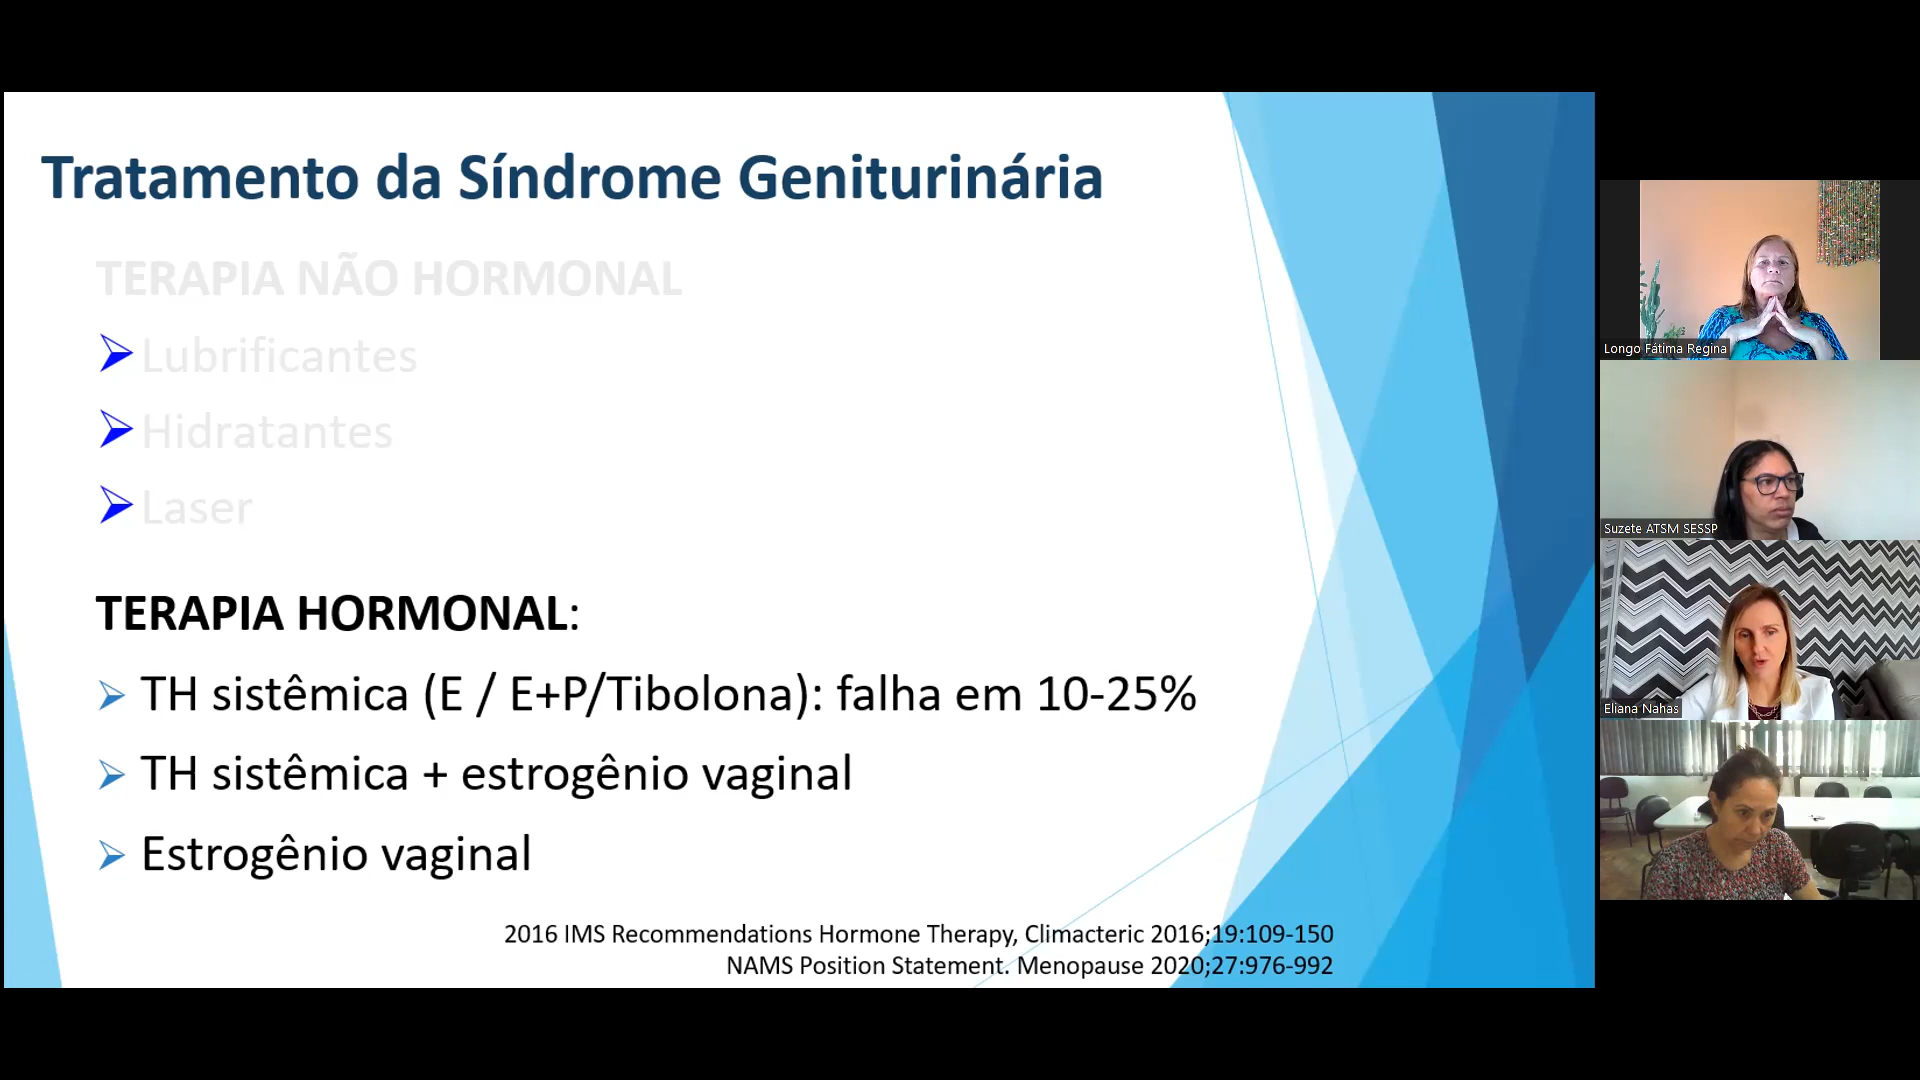 Tratamento da Síndrome Geniturinária
TERAPIA NÃO HORMONAL
Lubrificantes
Hidratantes
Laser
TERAPIA HORMONAL:
TH sistêmica (E / E+P/Tibolona): falha em 10-25%
TH sistêmica + estrogênio vaginal
Estrogênio vaginal
2016 IMS Recommendations Hormone Therapy, Climacteric 2016;19:109-150
NAMS Position Statement. Menopause 2020;27:976-992
Longo Fátima Regina
Suzete ATSM SESSP
Eliana Nahas